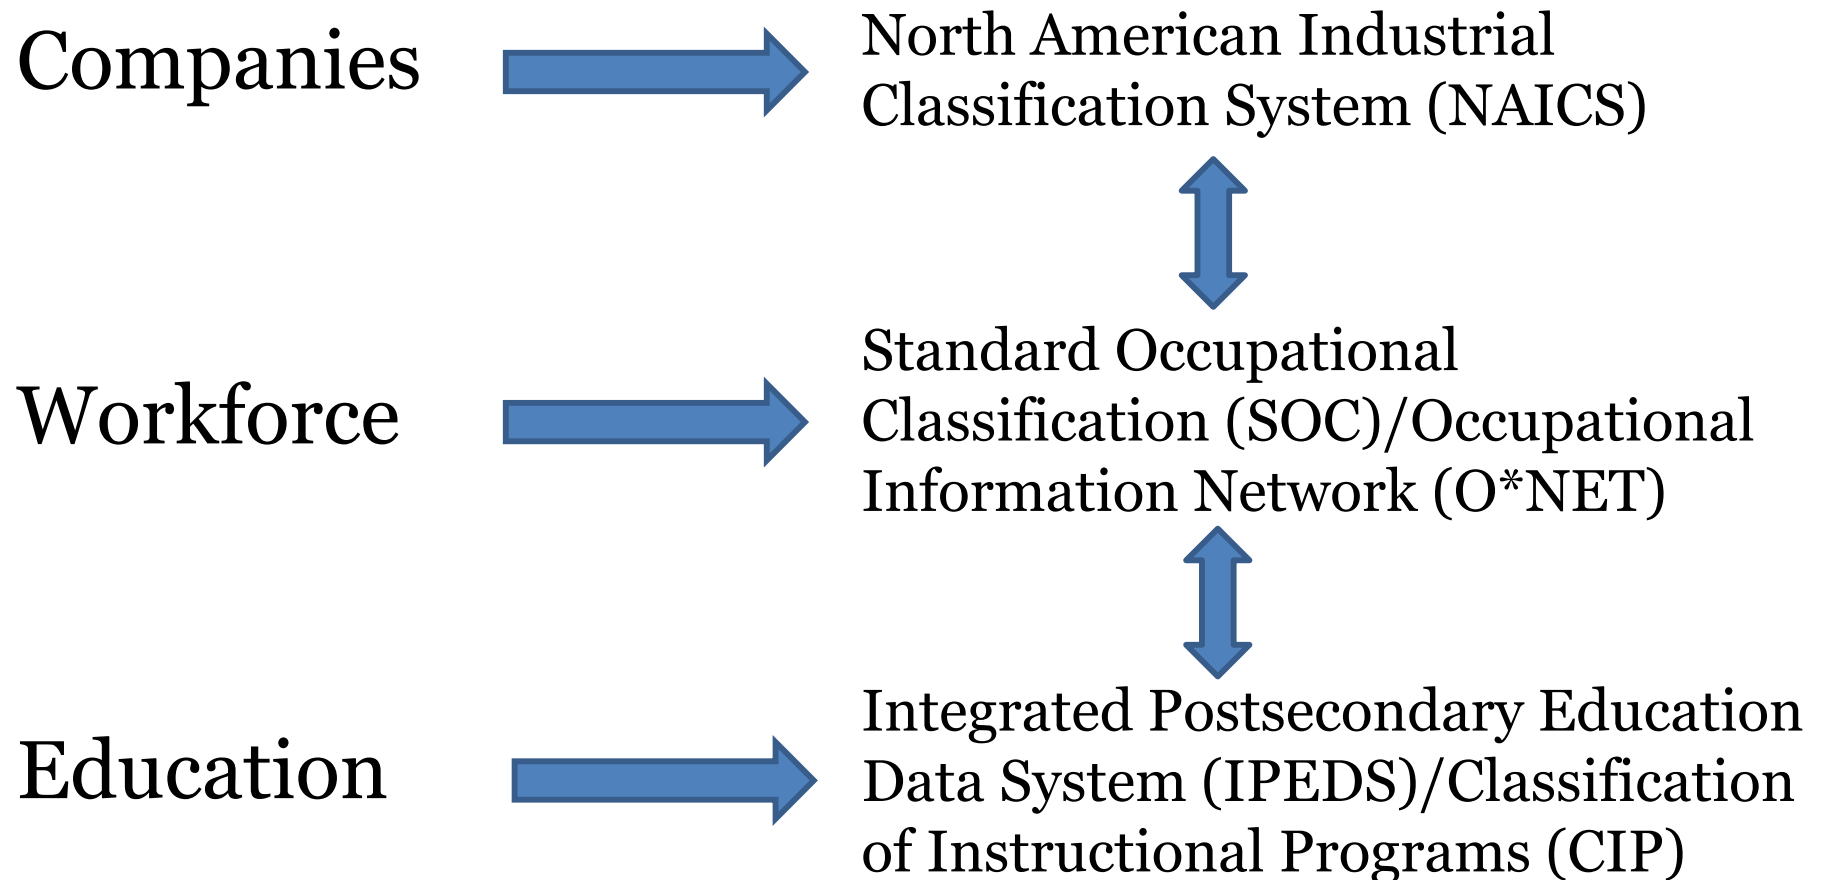 Companies
North American Industrial
Classification System (NAICS)
Workforce
Standard Occupational
Classification (SOC)/Occupational
Information Network (O*NET)
Education
Integrated Postsecondary Education
Data System (IPEDS)/Classification
of Instructional Programs (CIP)